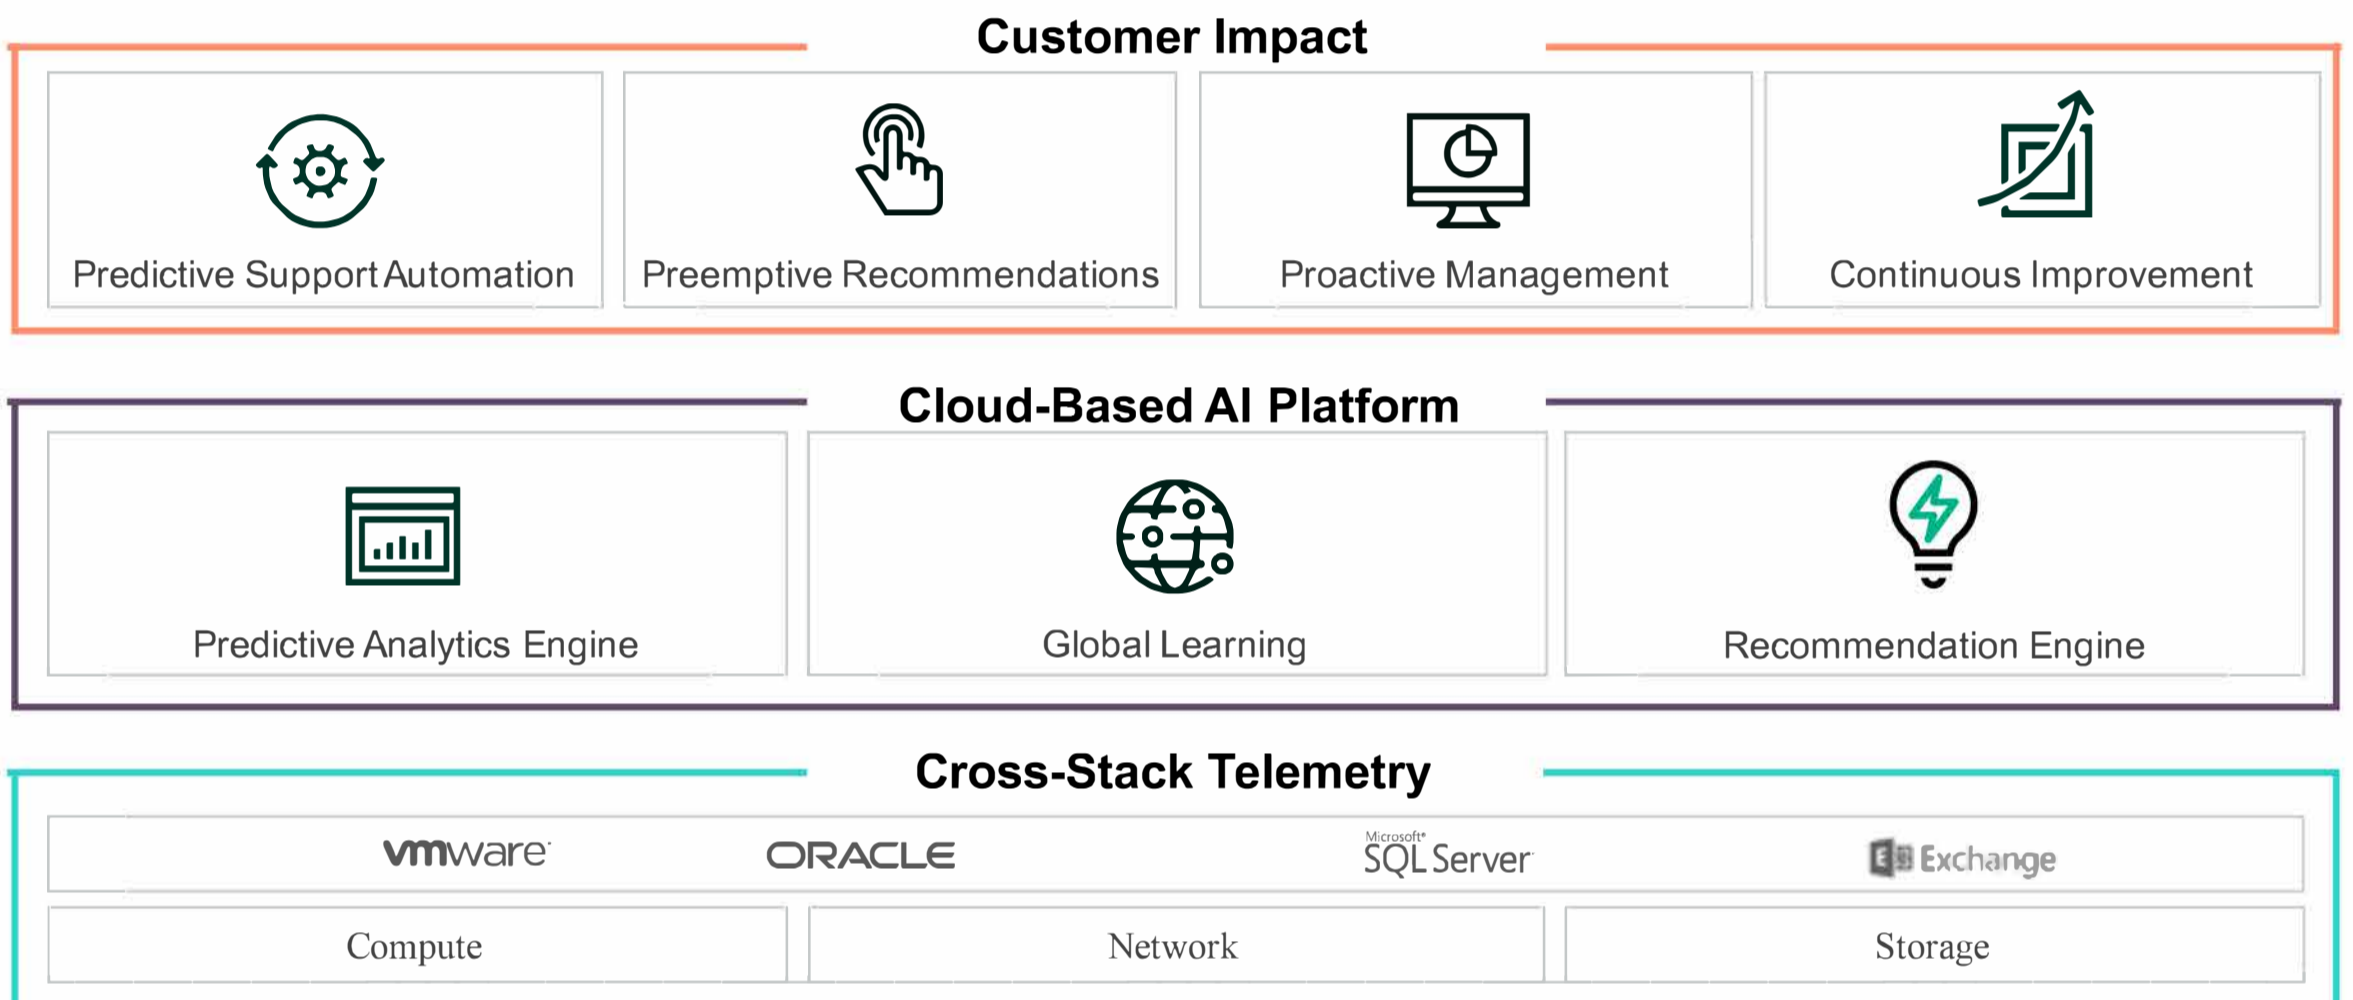 Customer Impact
Predictive Support Automation
Preemptive Recommendations
Proactive Management
Continuous Improvement
Cloud-Based AI Platform
Predictive Analytics Engine
Global Learning
Recommendation Engine
Cross-Stack Telemetry
vmware
ORACLE
Microsoft®
SQL Server
Exchange
Compute
Network
Storage